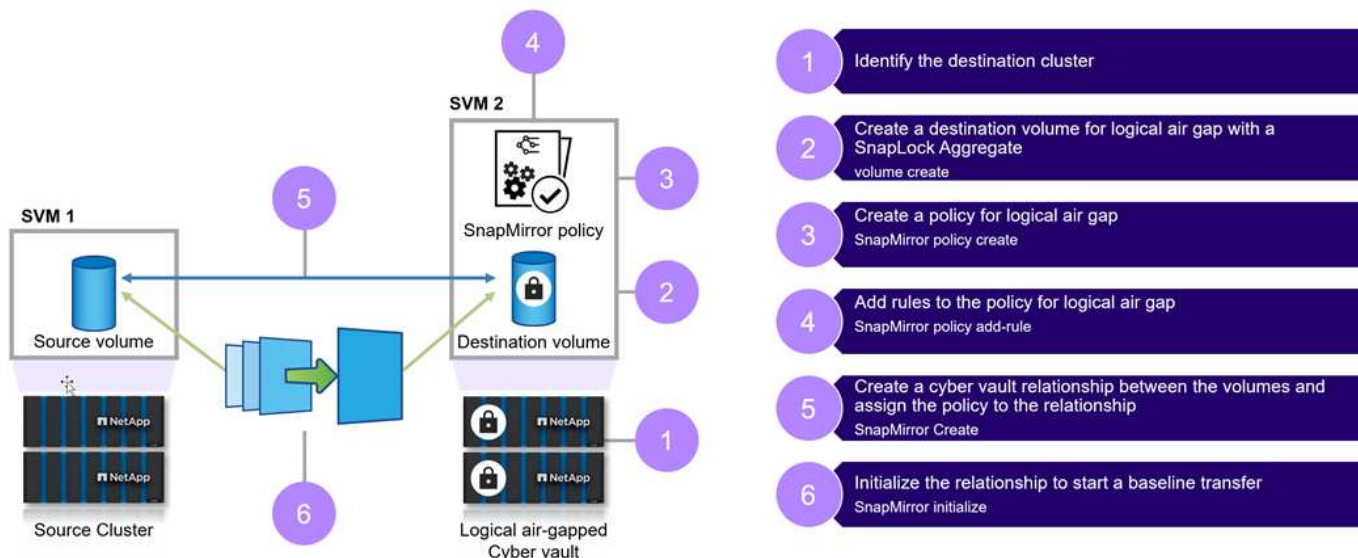 4
SVM 2
3
5
SVM 1
SnapMirror policy
2
Source volume
Destination volume
NetApp
NetApp
NetApp
NetApp
1
6
Source Cluster
Logical air-gapped
Cyber vault
1
Identify the destination cluster
2
Create a destination volume for logical air gap with a
SnapLock Aggregate
volume create
3
Create a policy for logical air gap
SnapMirror policy create
4
Add rules to the policy for logical air gap
SnapMirror policy add-rule
5
Create a cyber vault relationship between the volumes and
assign the policy to the relationship
SnapMirror Create
6
Initialize the relationship to start a baseline transfer
SnapMirror initialize